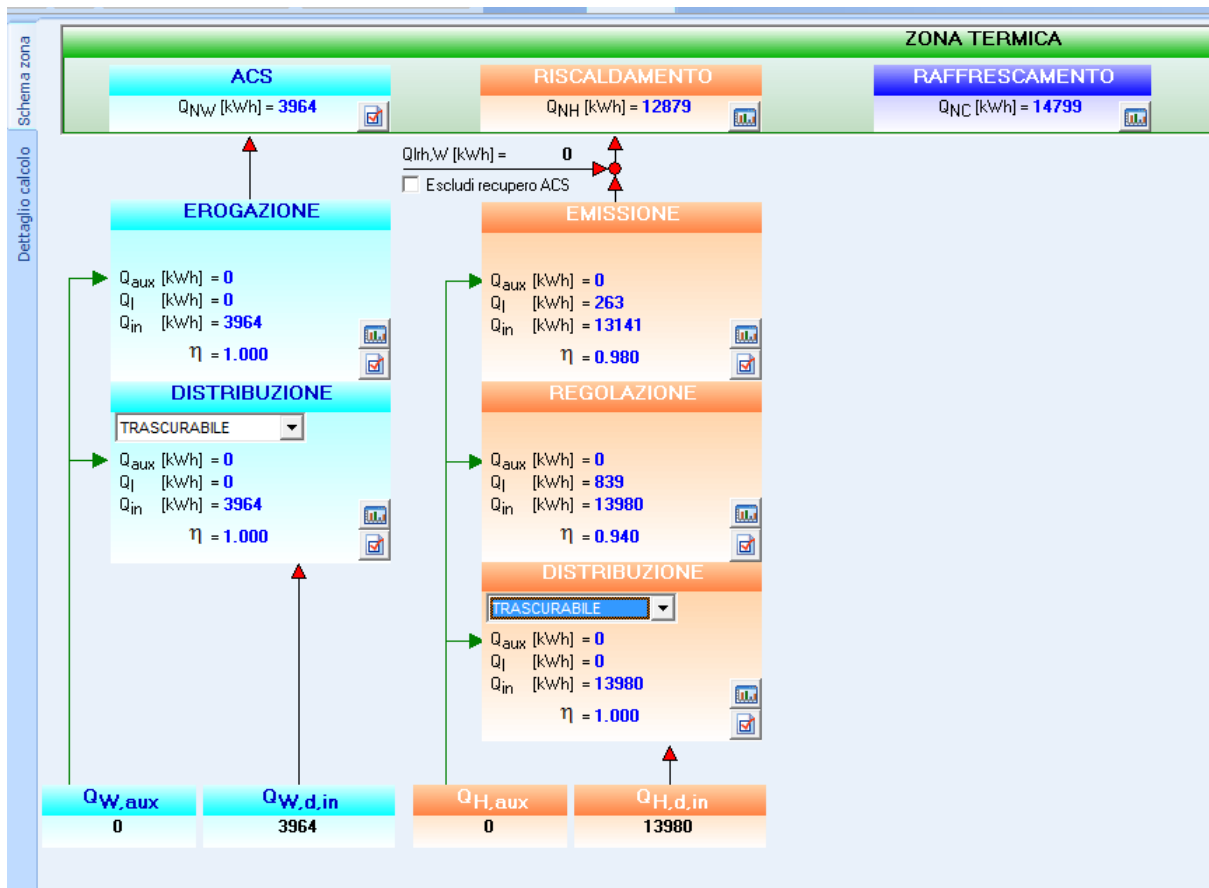 Schema zona
Dettaglio calcolo
ZONA TERMICA
ACS
QNW [kWh] = 3964
RISCALDAMENTO
QNH [kWh] = 12879
RAFFRESCAMENTO
QNC [kWh] = 14799
Qlrh,W [kWh] = 0
Escludi recupero ACS
EROGAZIONE
Qaux [kWh] = 0
Ql [kWh] = 0
Qin [kWh] = 3964
η = 1.000
DISTRIBUZIONE
TRASCURABILE
Qaux [kWh] = 0
Ql [kWh] = 0
Qin [kWh] = 3964
η = 1.000
EMISSIONE
Qaux [kWh] = 0
Ql [kWh] = 263
Qin [kWh] = 13141
η = 0.980
REGOLAZIONE
Qaux [kWh] = 0
Ql [kWh] = 839
Qin [kWh] = 13980
η = 0.940
DISTRIBUZIONE
TRASCURABILE
Qaux [kWh] = 0
Ql [kWh] = 0
Qin [kWh] = 13980
η = 1.000
QW,aux
0
QW,d,in
3964
QH,aux
0
QH,d,in
13980